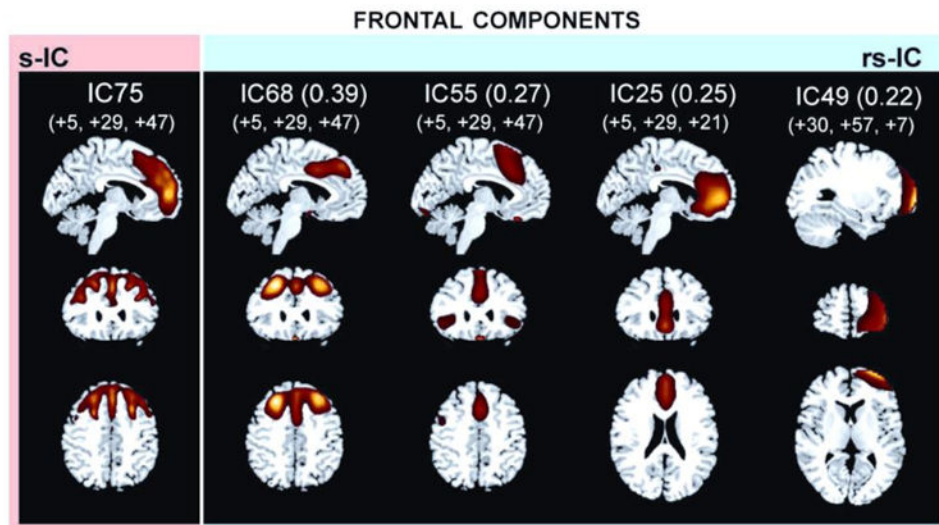 FRONTAL COMPONENTS
s-IC
rs-IC
IC75
(+5, +29, +47)
IC68 (0.39)
(+5, +29, +47)
IC55 (0.27)
(+5, +29, +47)
IC25 (0.25)
(+5, +29, +21)
IC49 (0.22)
(+30, +57, +7)